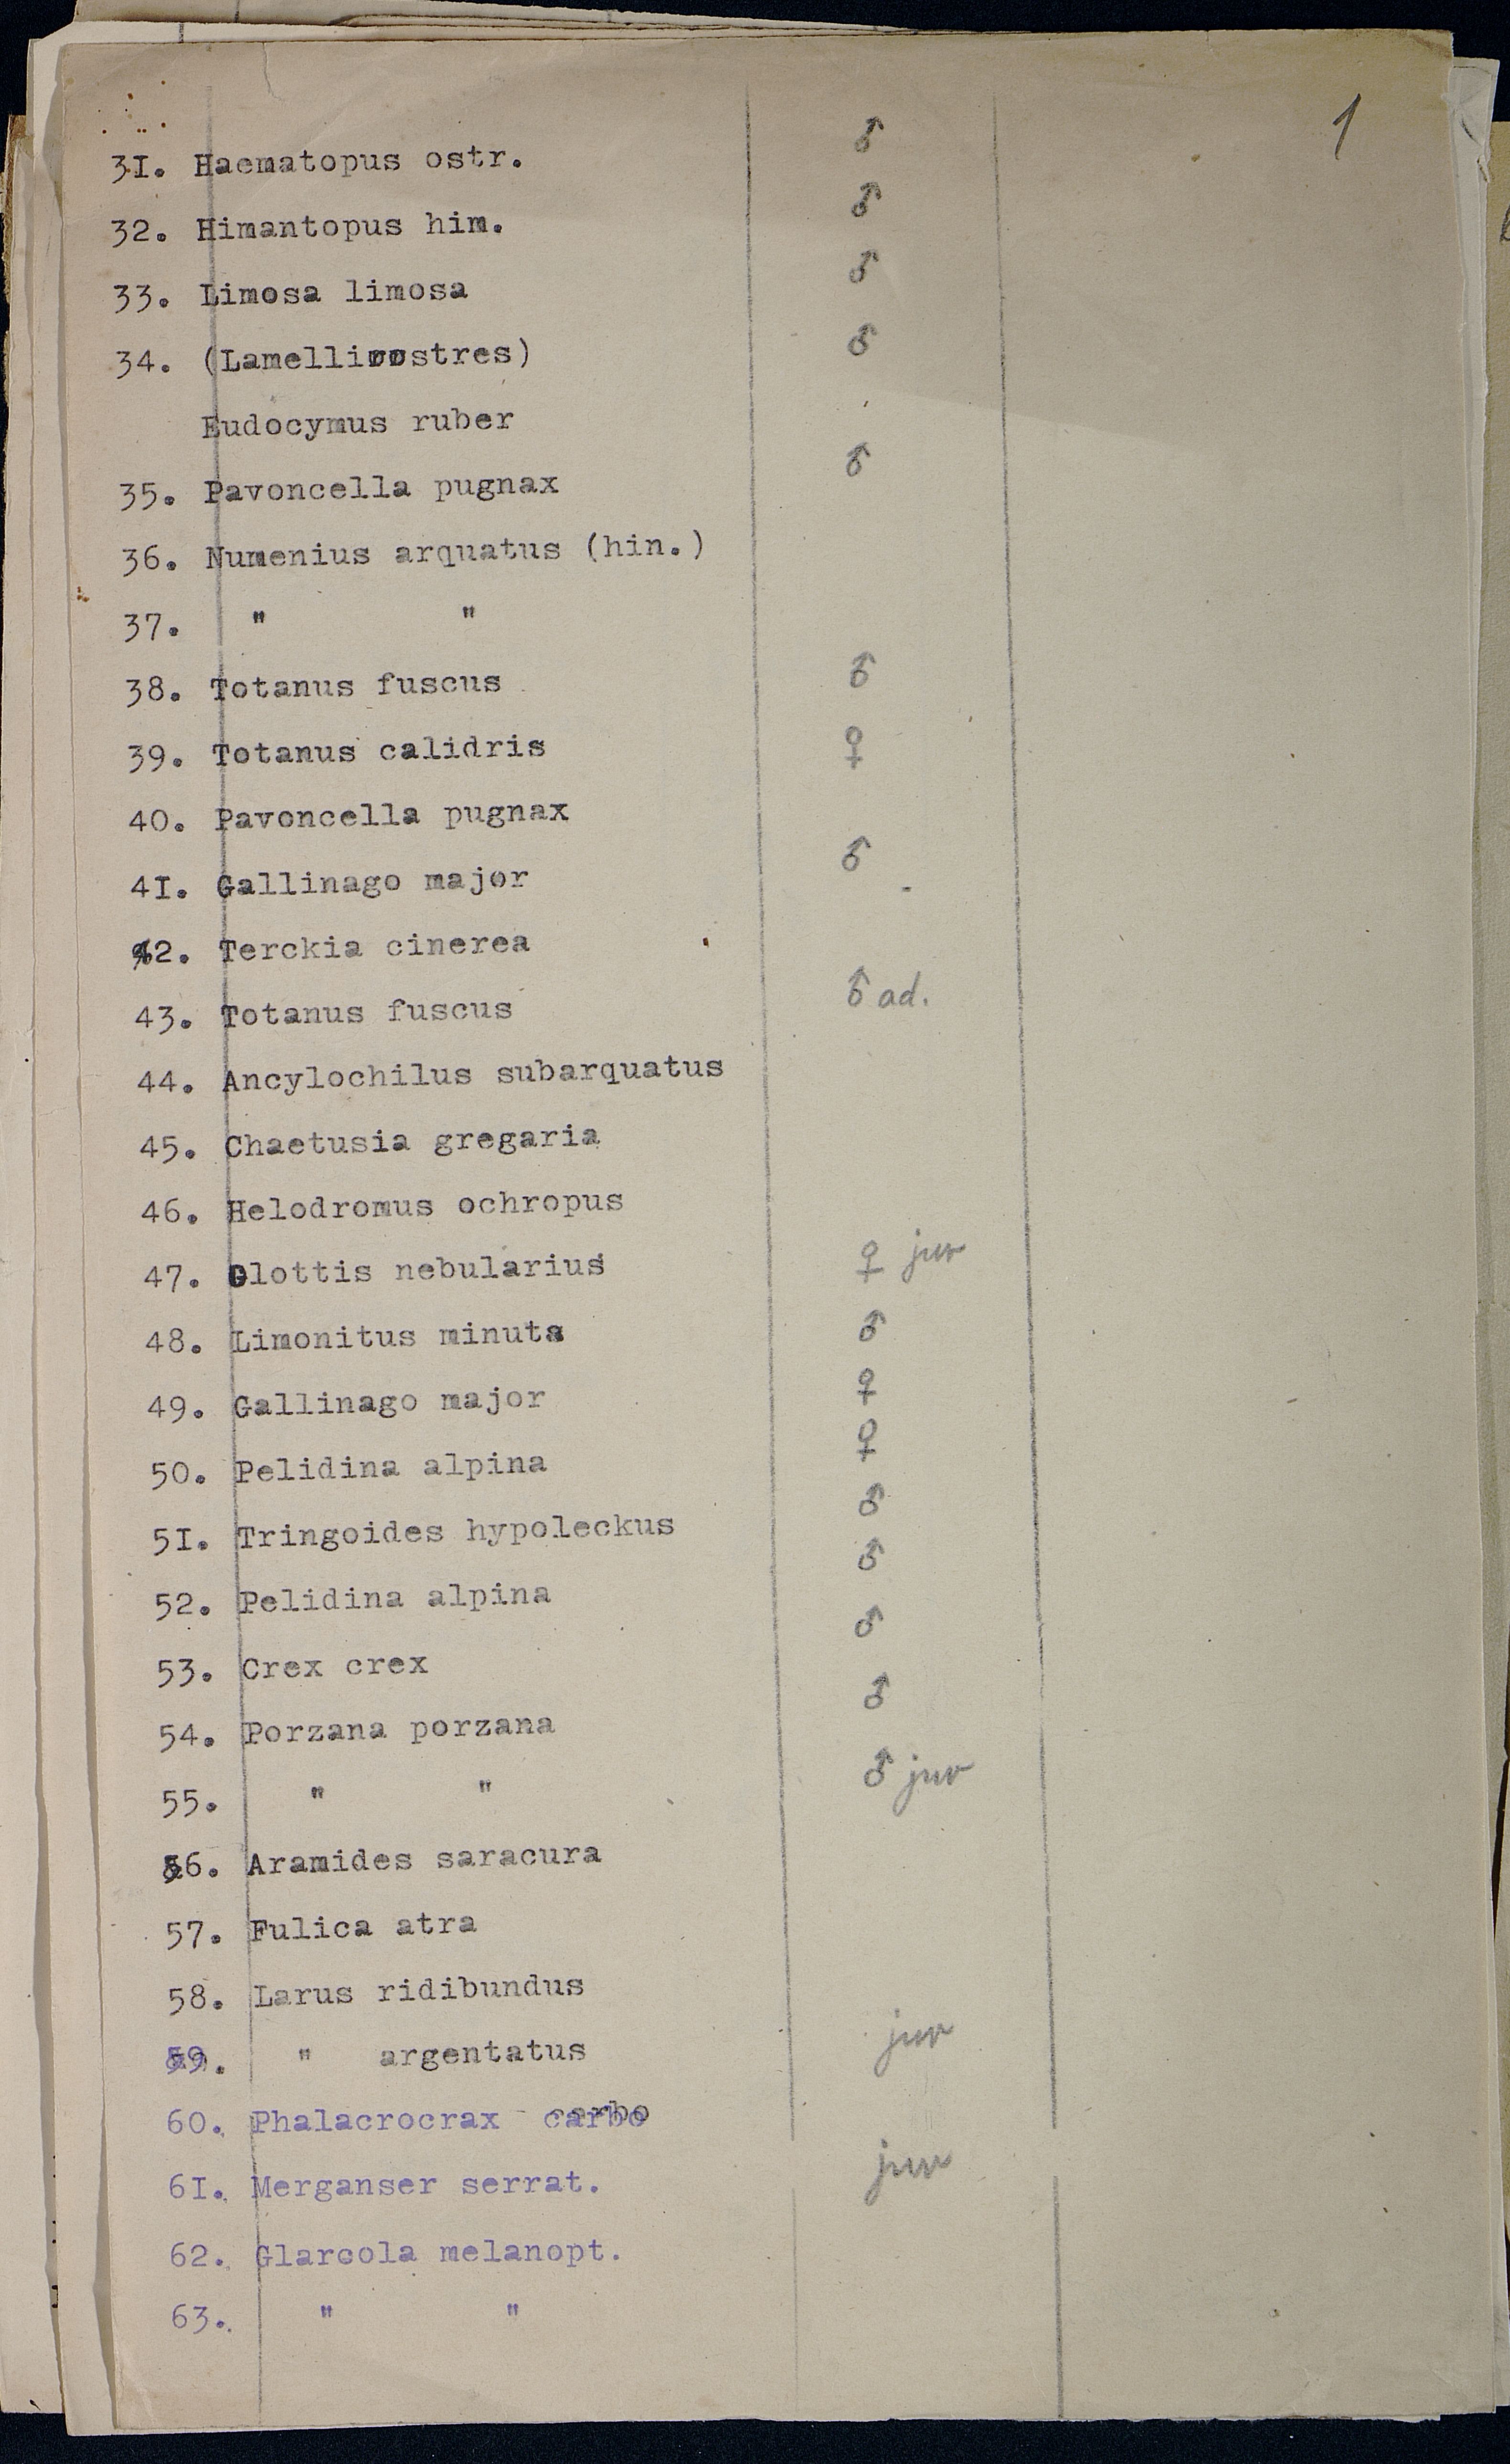 1
31. Haematopus ostr. ♂
32. Himantopus him. ♂
33. Limosa limosa ♂
34. (Lamellirostres) ♂
Eudocymus ruber
35. Pavoncella pugnax ♂
36. Numenius arquatus (hin.)
37. " "
38. Totanus fuscus ♂
39. Totanus calidris ♀
40. Pavoncella pugnax
41. Gallinago major ♂
42. Terckia cinerea
43. Totanus fuscus ♂ ad.
44. Ancylochilus subarquatus
45. Chaetusia gregaria
46. Helodromus ochropus
47. Glottis nebularius ♀ juv
48. Limonitus minuta ♂
49. Gallinago major ♀
50. Pelidina alpina ♀
51. Tringoides hypoleckus ♂
52. Pelidina alpina ♂
53. Crex crex ♂
54. Porzana porzana ♂
55. " " ♂ juv
56. Aramides saracura
57. Fulica atra
58. Larus ridibundus
59. " argentatus juv
60. Phalacrocrax carbo
61. Merganser serrat. juv
62. Glareola melanopt.
63. " "